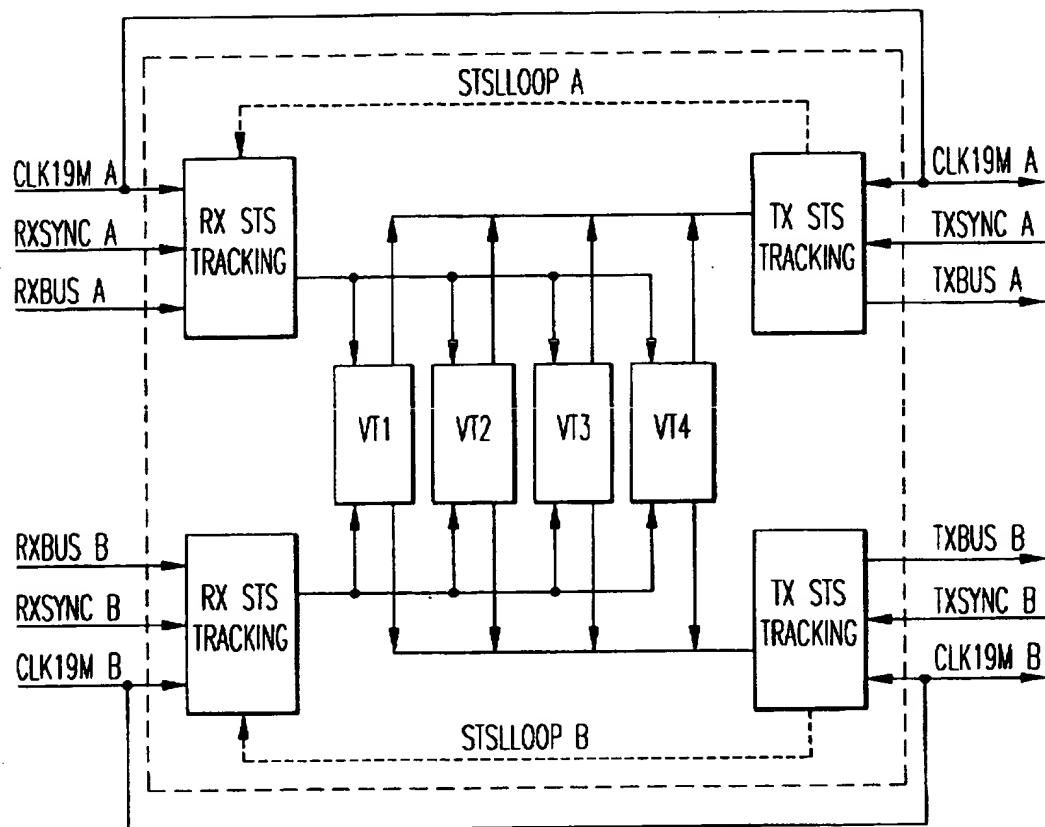 STSLLOOP A
CLK19M A
RXSYNC A
RXBUS A
RX STS
TRACKING
TX STS
TRACKING
CLK19M A
TXSYNC A
TXBUS A
VT1
VT2
VT3
VT4
RXBUS B
RXSYNC B
CLK19M B
RX STS
TRACKING
TX STS
TRACKING
TXBUS B
TXSYNC B
CLK19M B
STSLLOOP B